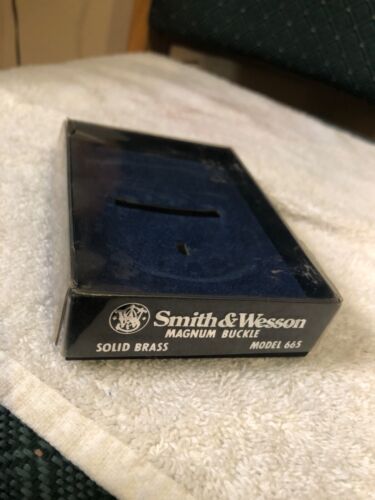 Smith & Wesson
MAGNUM BUCKLE
SOLID BRASS MODEL 665